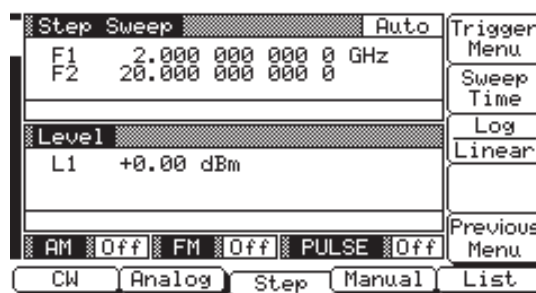 Step Sweep Auto
F1 2.000 000 000 0 GHz
F2 20.000 000 000 0
Level
L1 +0.00 dBm
AM Off FM Off PULSE Off
CW Analog Step Manual List
Trigger
Menu
Sweep
Time
Log
Linear
Previous
Menu